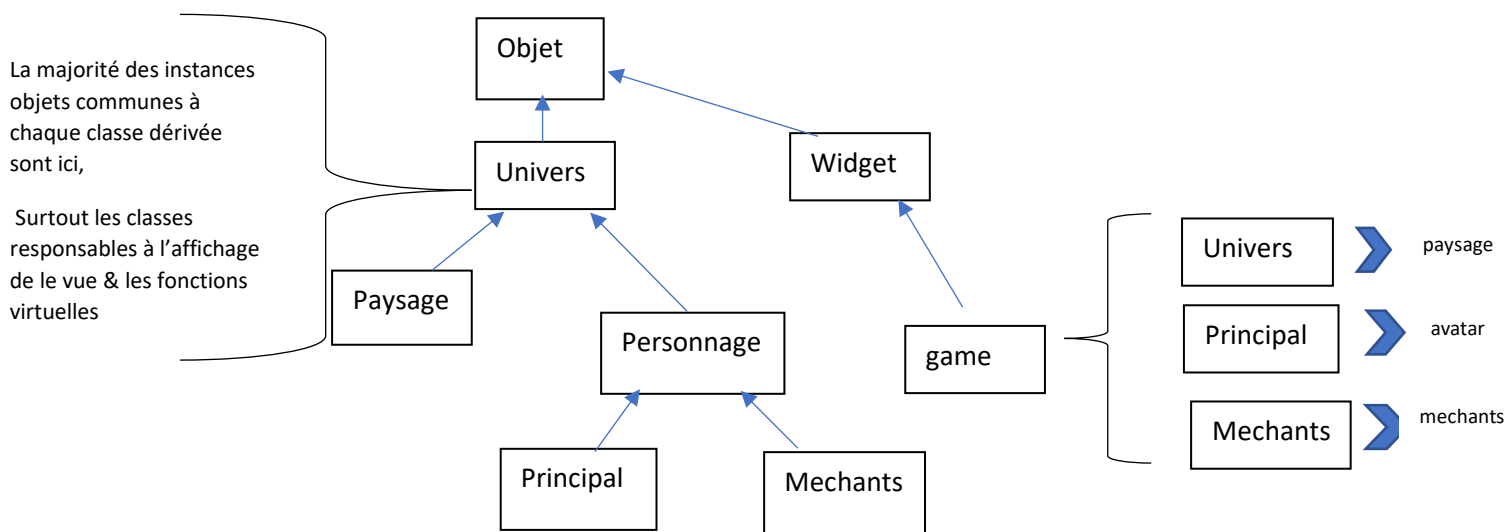 Objet
La majorité des instances
objets communes à
chaque classe dérivée
sont ici,
Surtout les classes
responsables à l’affichage
de le vue & les fonctions
virtuelles
Univers
Widget
Paysage
Personnage
game
Principal
Mechants
Univers
paysage
Principal
avatar
Mechants
mechants